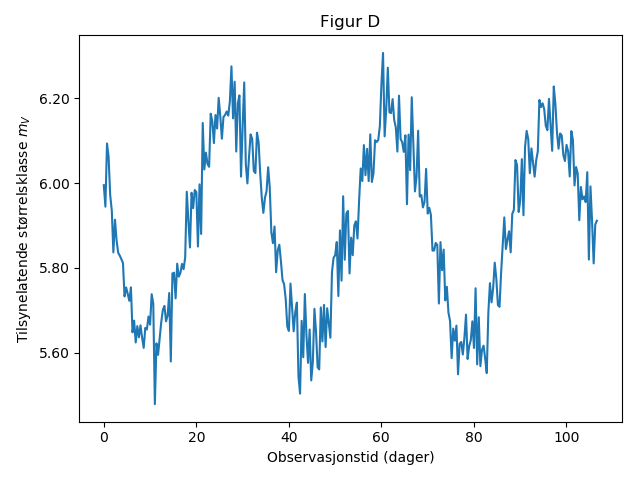 Figur D
6.20
6.00
5.80
5.60
Tilsynelatende størrelsesklasse m_V
0 20 40 60 80 100
Observasjonstid (dager)